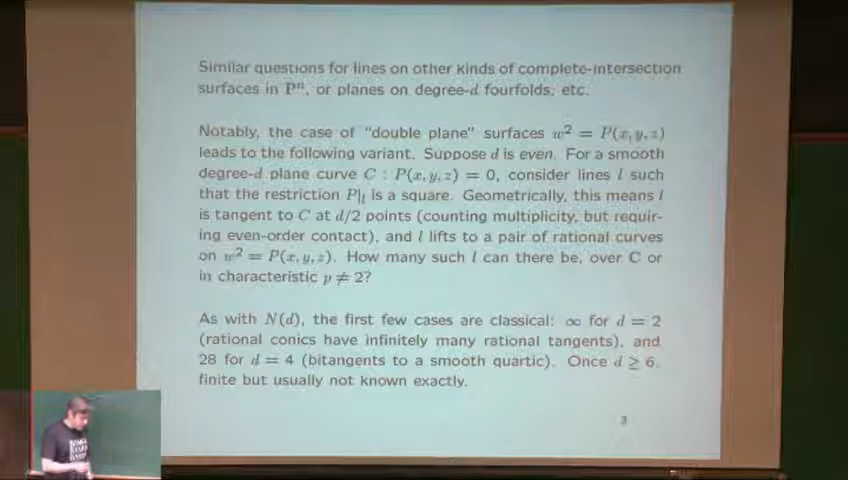 Similar questions for lines on other kinds of complete-intersection
surfaces in Pⁿ, or planes on degree-d fourfolds, etc.
Notably, the case of "double plane" surfaces w² = P(x, y, z)
leads to the following variant. Suppose d is even. For a smooth
degree-d plane curve C : P(x, y, z) = 0, consider lines l such
that the restriction P|ₗ is a square. Geometrically, this means l
is tangent to C at d/2 points (counting multiplicity, but requir-
ing even-order contact), and l lifts to a pair of rational curves
on w² = P(x, y, z). How many such l can there be, over C or
in characteristic p ≠ 2?
As with N(d), the first few cases are classical: ∞ for d = 2
(rational conics have infinitely many rational tangents), and
28 for d = 4 (bitangents to a smooth quartic). Once d ≥ 6,
finite but usually not known exactly.
3